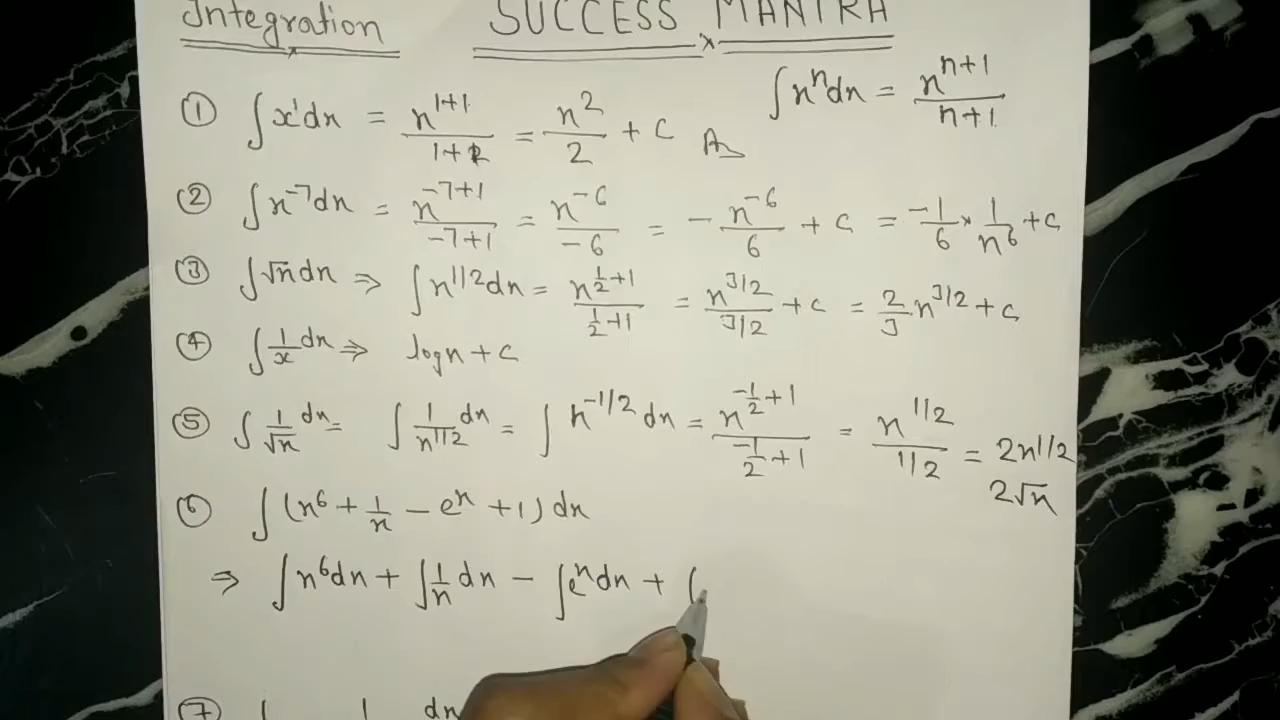 Integration SUCCESS MANTRA
∫xⁿdx = xⁿ⁺¹/n+1
① ∫x¹dx = x¹⁺¹/1+1 = x²/2 + C Ans
② ∫x⁻⁷dx = x⁻⁷⁺¹/-7+1 = x⁻⁶/-6 = - x⁻⁶/6 + C = -1/6 × 1/x⁶ + C
③ ∫√x dx ⇒ ∫x^1/2 dx = x^(1/2+1)/(1/2+1) = x^3/2/3/2 + C = 2/3 x^3/2 + C
④ ∫1/x dx ⇒ log x + C
⑤ ∫1/√x dx = ∫1/x^1/2 dx = ∫x^-1/2 dx = x^(-1/2+1)/(-1/2+1) = x^1/2/1/2 = 2x^1/2
2√x
⑥ ∫(x⁶ + 1/x - eˣ + 1) dx
⇒ ∫x⁶dx + ∫1/x dx - ∫eˣdx +
⑦ dx